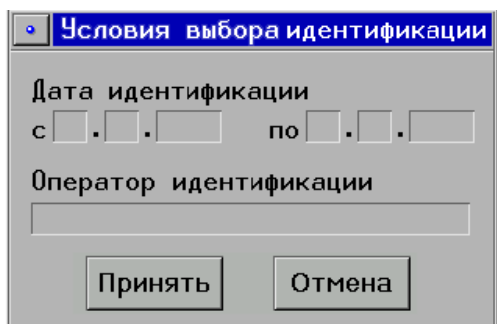 Условия выбора идентификации
Дата идентификации
с . . по . .
Оператор идентификации
Принять Отмена